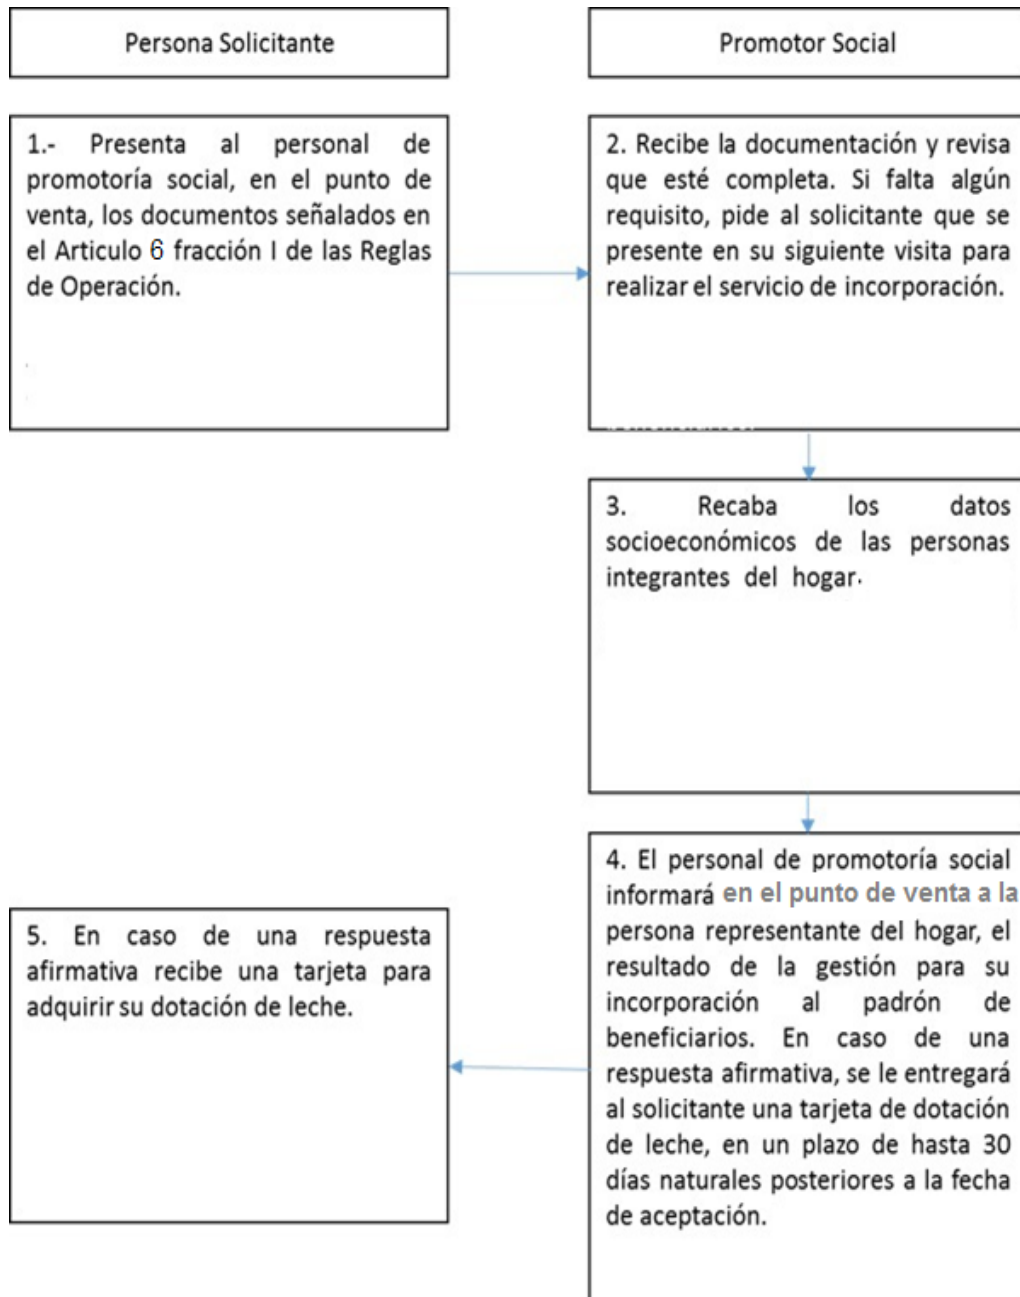 Persona Solicitante
Promotor Social
1.- Presenta al personal de
promotoría social, en el punto de
venta, los documentos señalados en
el Articulo 6 fracción I de las Reglas
de Operación.
2. Recibe la documentación y revisa
que esté completa. Si falta algún
requisito, pide al solicitante que se
presente en su siguiente visita para
realizar el servicio de incorporación.
3. Recaba los datos
socioeconómicos de las personas
integrantes del hogar.
4. El personal de promotoría social
informará en el punto de venta a la
persona representante del hogar, el
resultado de la gestión para su
incorporación al padrón de
beneficiarios. En caso de una
respuesta afirmativa, se le entregará
al solicitante una tarjeta de dotación
de leche, en un plazo de hasta 30
días naturales posteriores a la fecha
de aceptación.
5. En caso de una respuesta
afirmativa recibe una tarjeta para
adquirir su dotación de leche.